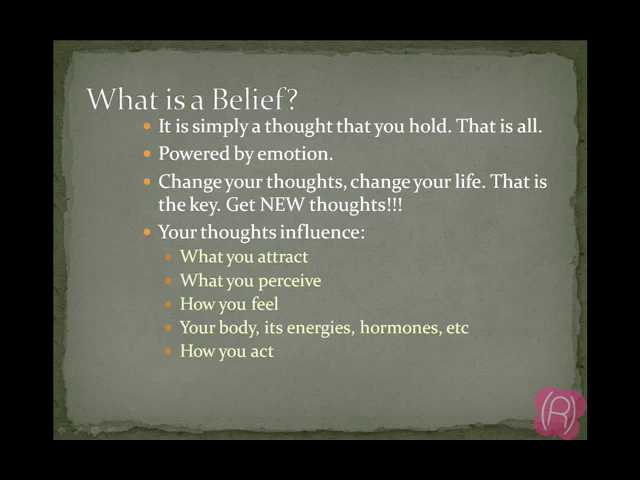 What is a Belief?
It is simply a thought that you hold. That is all.
Powered by emotion.
Change your thoughts, change your life. That is
the key. Get NEW thoughts!!!
Your thoughts influence:
What you attract
What you perceive
How you feel
Your body, its energies, hormones, etc
How you act
(R)